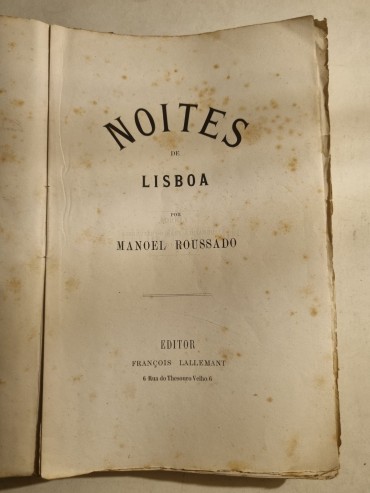 NOITES
DE
LISBOA
POR
MANOEL ROUSSADO
EDITOR
FRANÇOIS LALLEMANT
6 Rua do Thesouro Velho 6